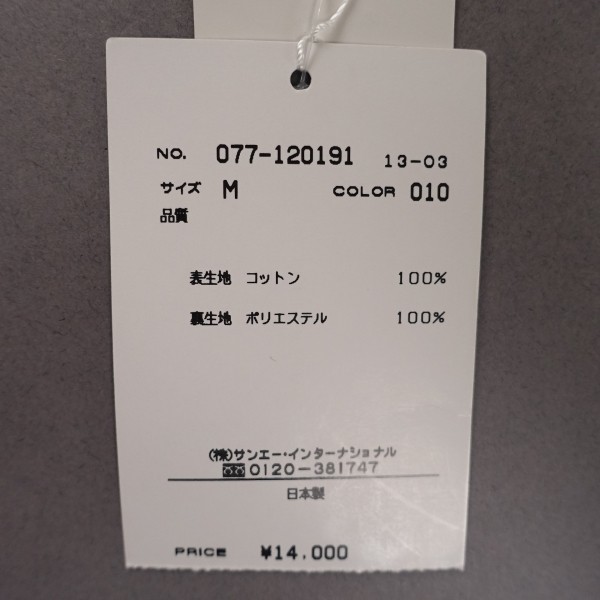 NO. 077-120191 13-03
サイズ M COLOR 010
品質
表生地 コットン 100%
裏生地 ポリエステル 100%
(株)サンエー・インターナショナル
0120-381747
日本製
PRICE ¥14,000